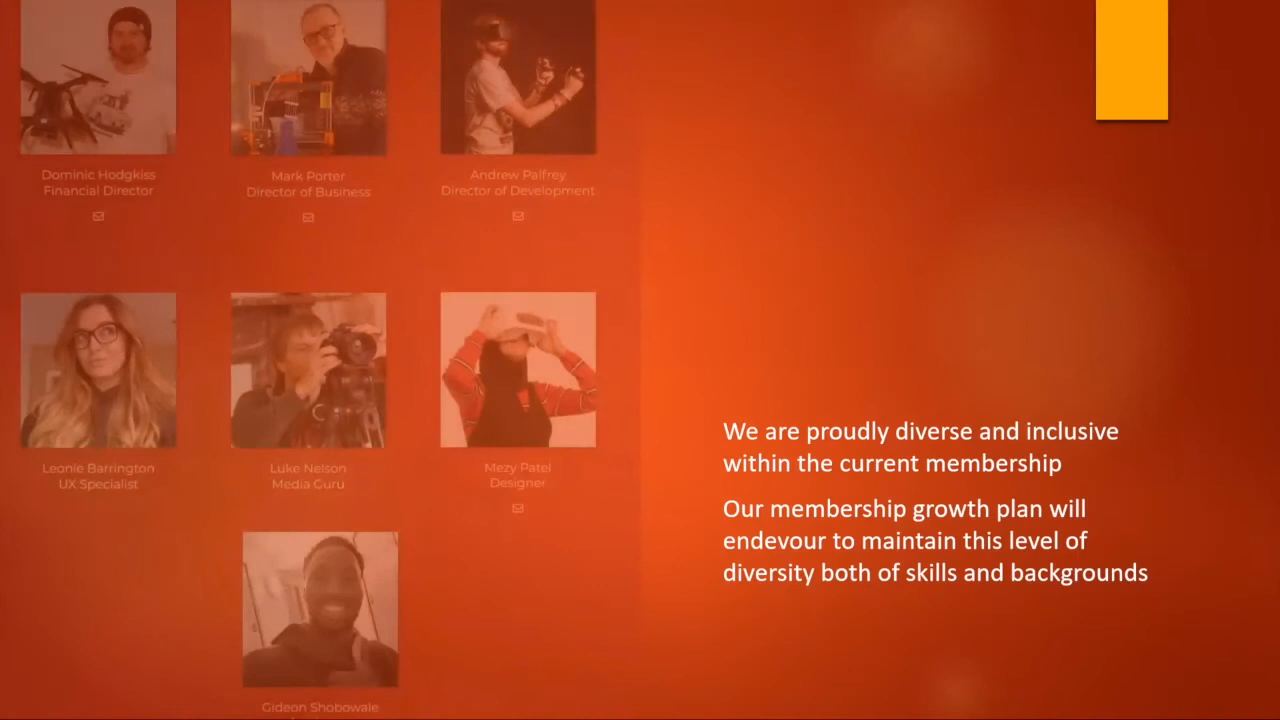 Dominic Hodgkiss
Financial Director
Mark Porter
Director of Business
Andrew Palfrey
Director of Development
Leonie Barrington
UX Specialist
Luke Nelson
Media Guru
Mezy Patel
Designer
Gideon Shobowale
We are proudly diverse and inclusive
within the current membership
Our membership growth plan will
endevour to maintain this level of
diversity both of skills and backgrounds